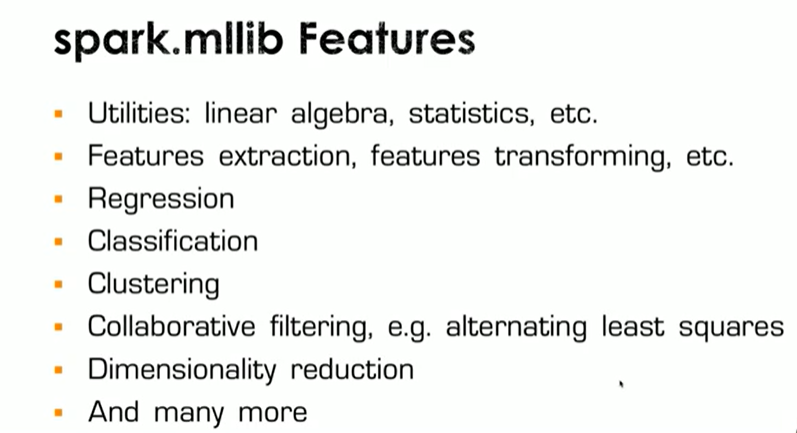 spark.mllib Features
▪ Utilities: linear algebra, statistics, etc.
▪ Features extraction, features transforming, etc.
▪ Regression
▪ Classification
▪ Clustering
▪ Collaborative filtering, e.g. alternating least squares
▪ Dimensionality reduction
▪ And many more